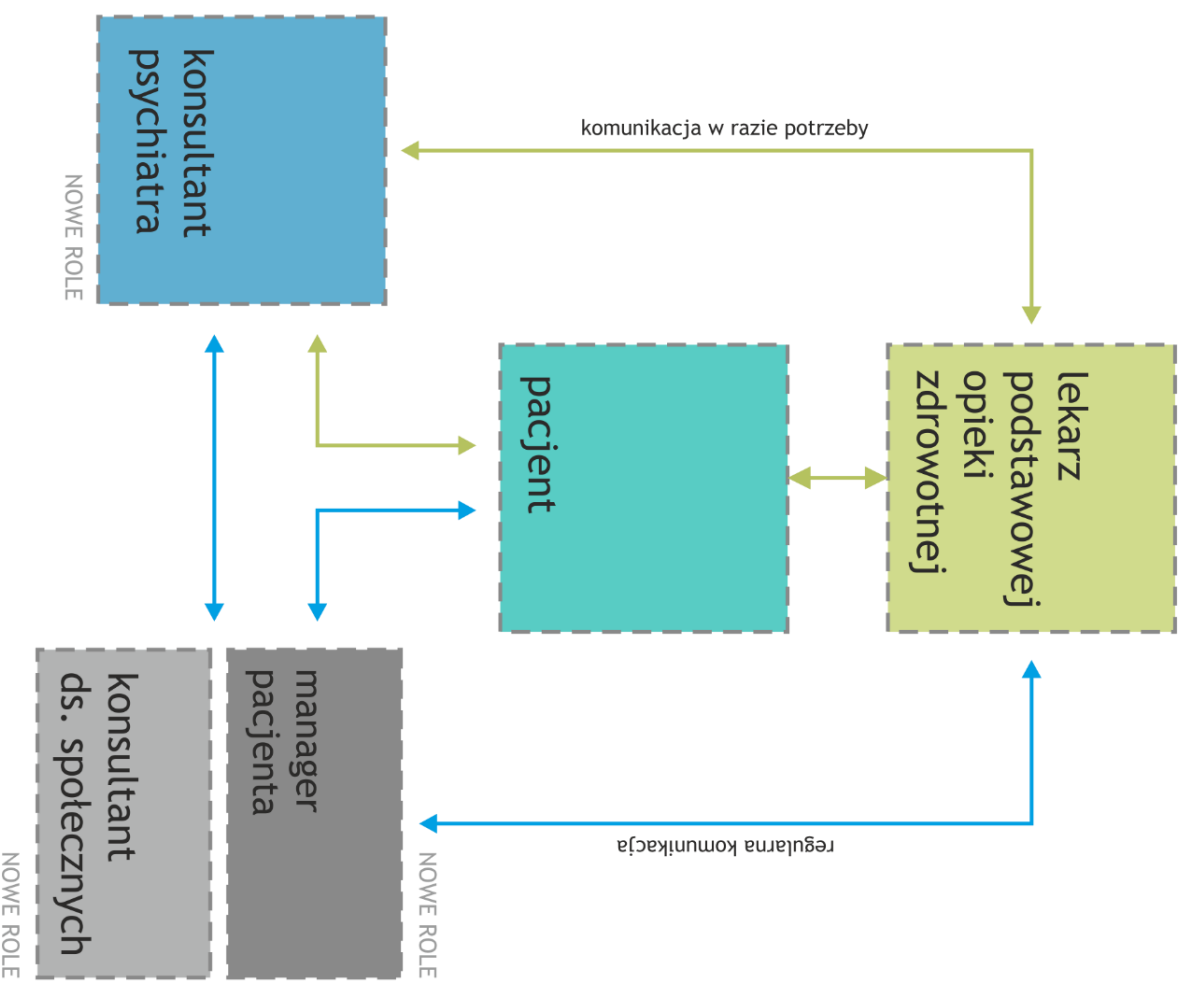 lekarz
podstawowej
opieki
zdrowotnej
komunikacja w razie potrzeby
pacjent
regularna komunikacja
konsultant
psychiatra
NOWE ROLE
manager
pacjenta
NOWE ROLE
konsultant
ds. społecznych
NOWE ROLE